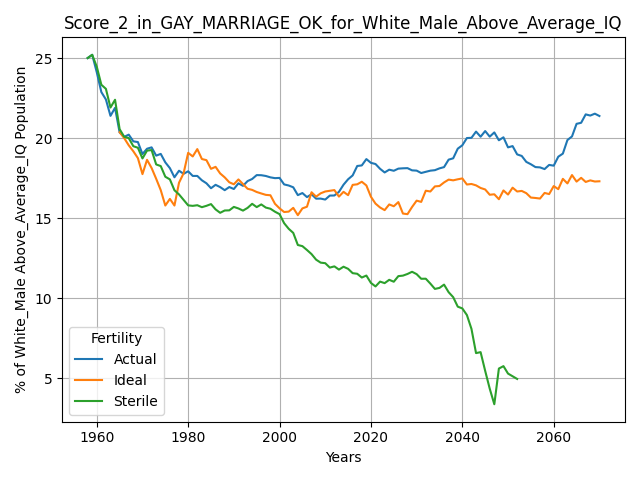 Score_2_in_GAY_MARRIAGE_OK_for_White_Male_Above_Average_IQ
% of White_Male Above_Average_IQ Population
25
20
15
10
5
Fertility
Actual
Ideal
Sterile
1960
1980
2000
2020
2040
2060
Years